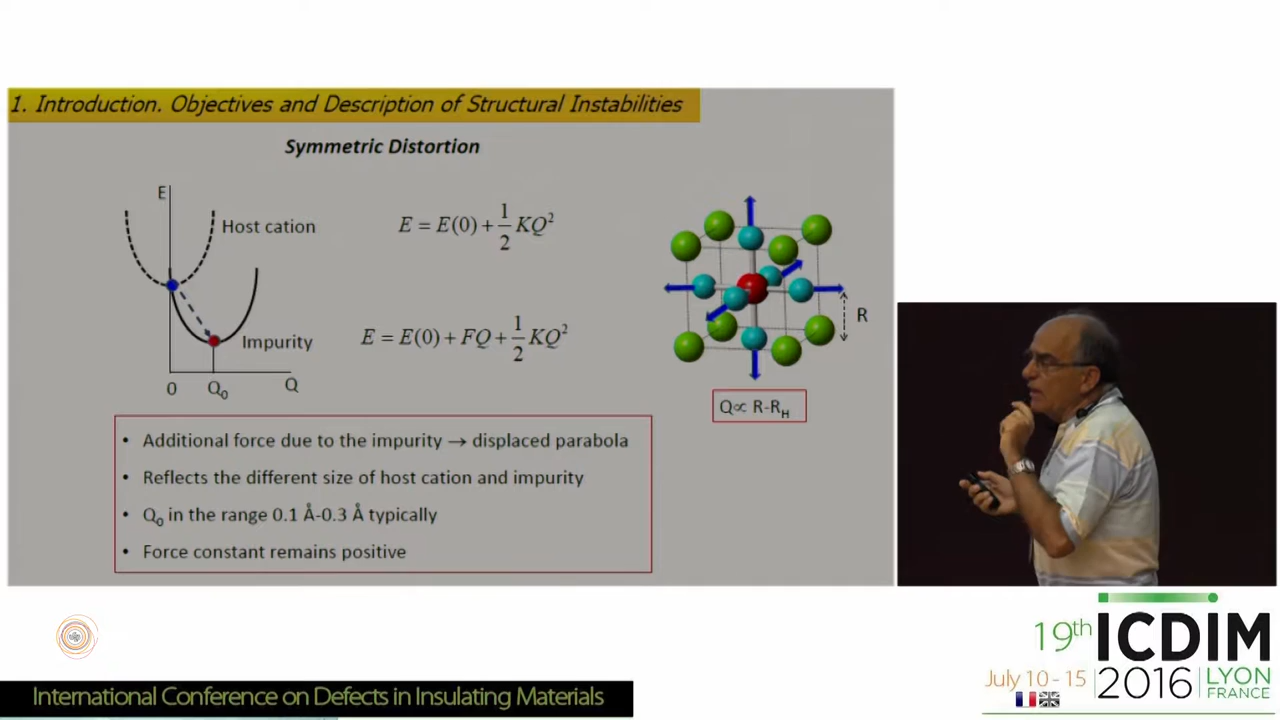 1. Introduction. Objectives and Description of Structural Instabilities
Symmetric Distortion
E
Host cation
E = E(0) + 1/2 KQ²
Impurity
E = E(0) + FQ + 1/2 KQ²
0
Q₀
Q
R
Q∝ R-R_H
• Additional force due to the impurity → displaced parabola
• Reflects the different size of host cation and impurity
• Q₀ in the range 0.1 Å-0.3 Å typically
• Force constant remains positive
19th ICDIM
July 10 - 15 2016 LYON
FRANCE
International Conference on Defects in Insulating Materials